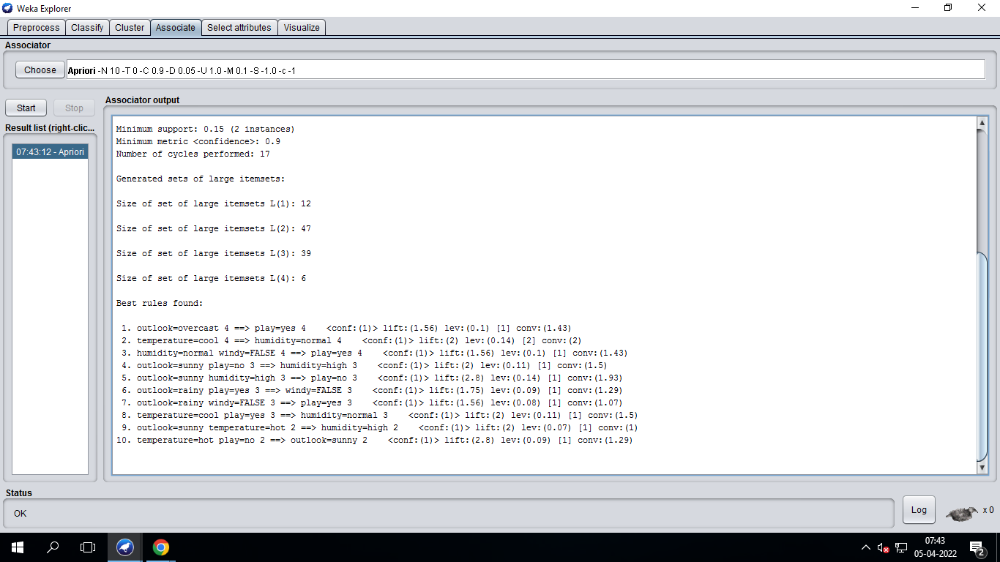 Weka Explorer
Preprocess Classify Cluster Associate Select attributes Visualize
Associator
Choose Apriori -N 10 -T 0 -C 0.9 -D 0.05 -U 1.0 -M 0.1 -S -1.0 -c -1
Start Stop
Result list (right-clic...
07:43:12 - Apriori
Associator output
Minimum support: 0.15 (2 instances)
Minimum metric <confidence>: 0.9
Number of cycles performed: 17
Generated sets of large itemsets:
Size of set of large itemsets L(1): 12
Size of set of large itemsets L(2): 47
Size of set of large itemsets L(3): 39
Size of set of large itemsets L(4): 6
Best rules found:
1. outlook=overcast 4 ==> play=yes 4    <conf:(1)> lift:(1.56) lev:(0.1) [1] conv:(1.43)
2. temperature=cool 4 ==> humidity=normal 4    <conf:(1)> lift:(2) lev:(0.14) [2] conv:(2)
3. humidity=normal windy=FALSE 4 ==> play=yes 4    <conf:(1)> lift:(1.56) lev:(0.1) [1] conv:(1.43)
4. outlook=sunny play=no 3 ==> humidity=high 3    <conf:(1)> lift:(2) lev:(0.11) [1] conv:(1.5)
5. outlook=sunny humidity=high 3 ==> play=no 3    <conf:(1)> lift:(2.8) lev:(0.14) [1] conv:(1.93)
6. outlook=rainy play=yes 3 ==> windy=FALSE 3    <conf:(1)> lift:(1.75) lev:(0.09) [1] conv:(1.29)
7. outlook=rainy windy=FALSE 3 ==> play=yes 3    <conf:(1)> lift:(1.56) lev:(0.08) [1] conv:(1.07)
8. temperature=cool play=yes 3 ==> humidity=normal 3    <conf:(1)> lift:(2) lev:(0.11) [1] conv:(1.5)
9. outlook=sunny temperature=hot 2 ==> humidity=high 2    <conf:(1)> lift:(2) lev:(0.07) [1] conv:(1)
10. temperature=hot play=no 2 ==> outlook=sunny 2    <conf:(1)> lift:(2.8) lev:(0.09) [1] conv:(1.29)
Status
OK
Log
x 0
07:43
05-04-2022
2